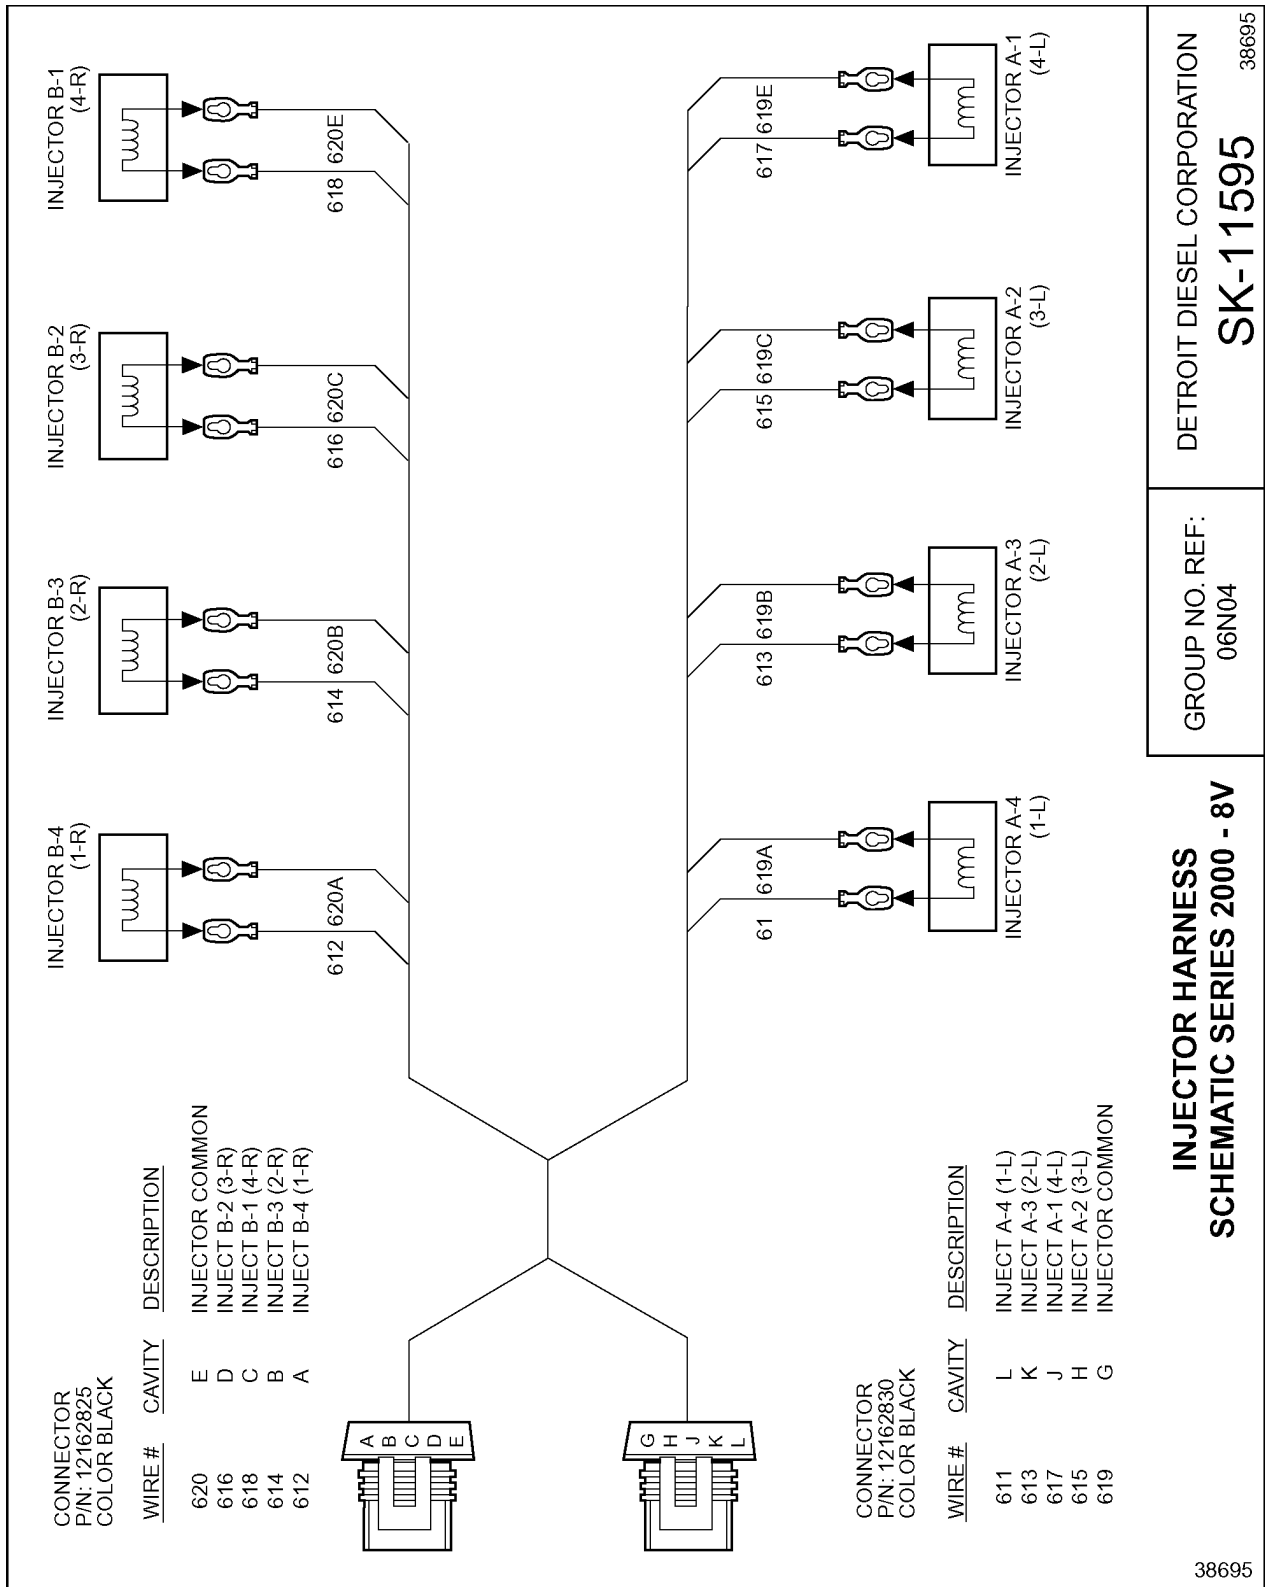 CONNECTOR
P/N: 12162825
COLOR BLACK
WIRE # CAVITY DESCRIPTION
620 E INJECTOR COMMON
616 D INJECT B-2 (3-R)
618 C INJECT B-1 (4-R)
614 B INJECT B-3 (2-R)
612 A INJECT B-4 (1-R)
INJECTOR B-4
(1-R)
INJECTOR B-3
(2-R)
INJECTOR B-2
(3-R)
INJECTOR B-1
(4-R)
612 620A
614 620B
616 620C
618 620E
A
B
C
D
E
G
H
J
K
L
61 619A
613 619B
615 619C
617 619E
INJECTOR A-4
(1-L)
INJECTOR A-3
(2-L)
INJECTOR A-2
(3-L)
INJECTOR A-1
(4-L)
CONNECTOR
P/N: 12162830
COLOR BLACK
WIRE # CAVITY DESCRIPTION
611 L INJECT A-4 (1-L)
613 K INJECT A-3 (2-L)
617 J INJECT A-1 (4-L)
615 H INJECT A-2 (3-L)
619 G INJECTOR COMMON
INJECTOR HARNESS
SCHEMATIC SERIES 2000 - 8V
GROUP NO. REF:
06N04
DETROIT DIESEL CORPORATION
SK-11595
38695
38695